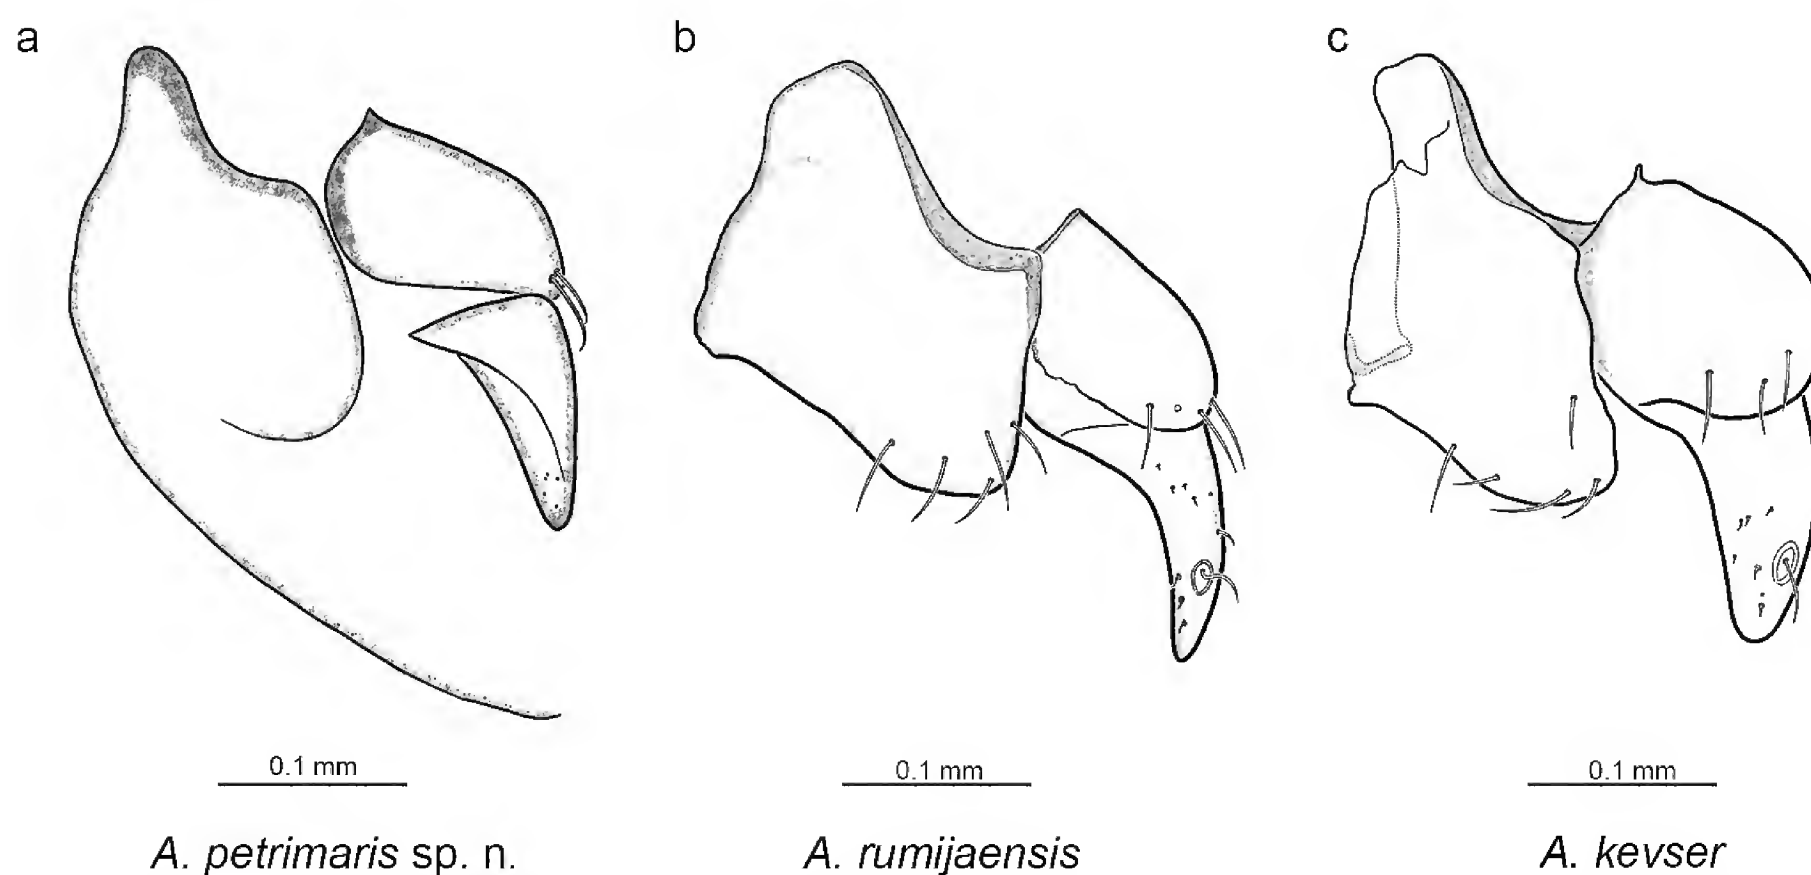 a
b
c
0.1 mm
0.1 mm
0.1 mm
A. petrimaris sp. n.
A. rumijaensis
A. kevser